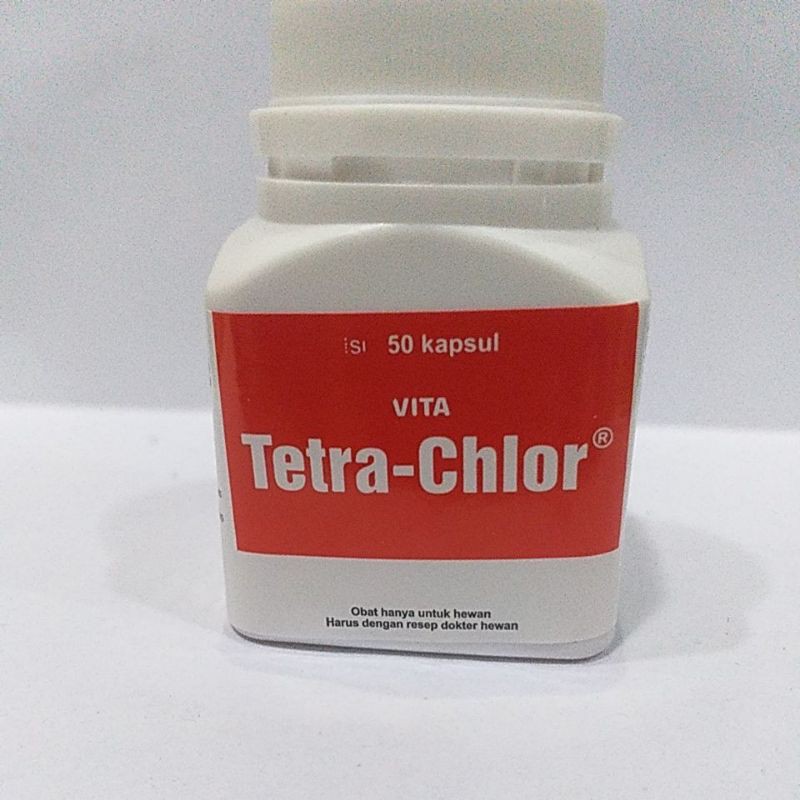 isi 50 kapsul
VITA
Tetra-Chlor®
Obat hanya untuk hewan
Harus dengan resep dokter hewan